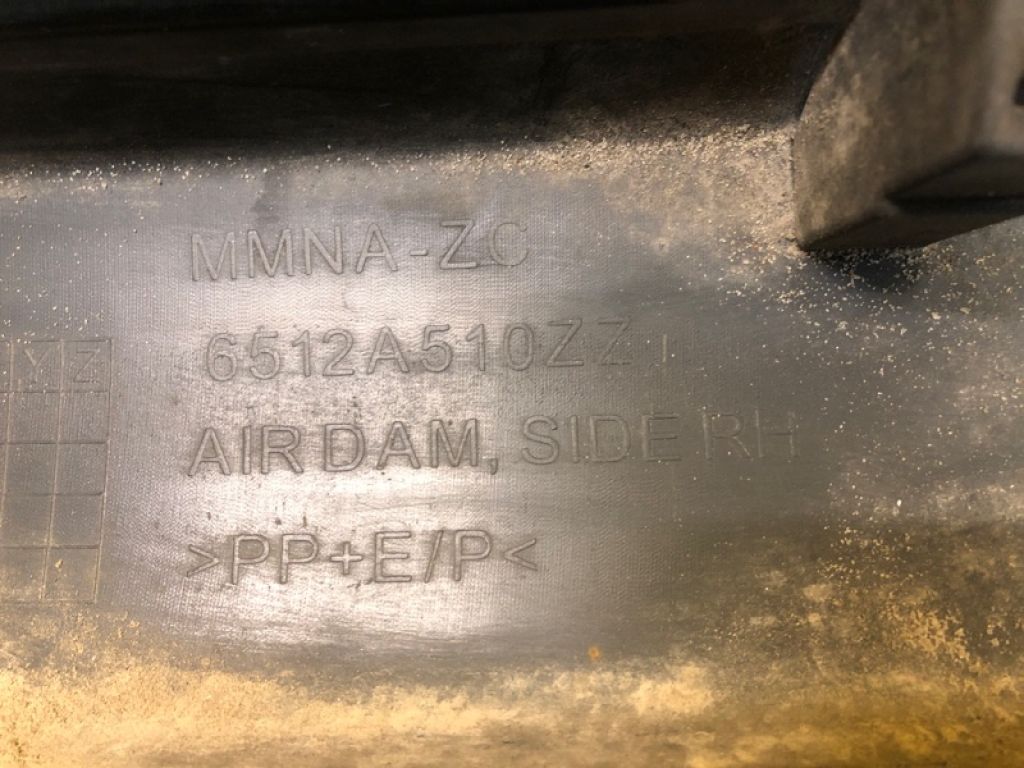 MMNA-ZC
6512A510ZZ
Y Z
AIR DAM, SIDE RH
>PP+E/P<